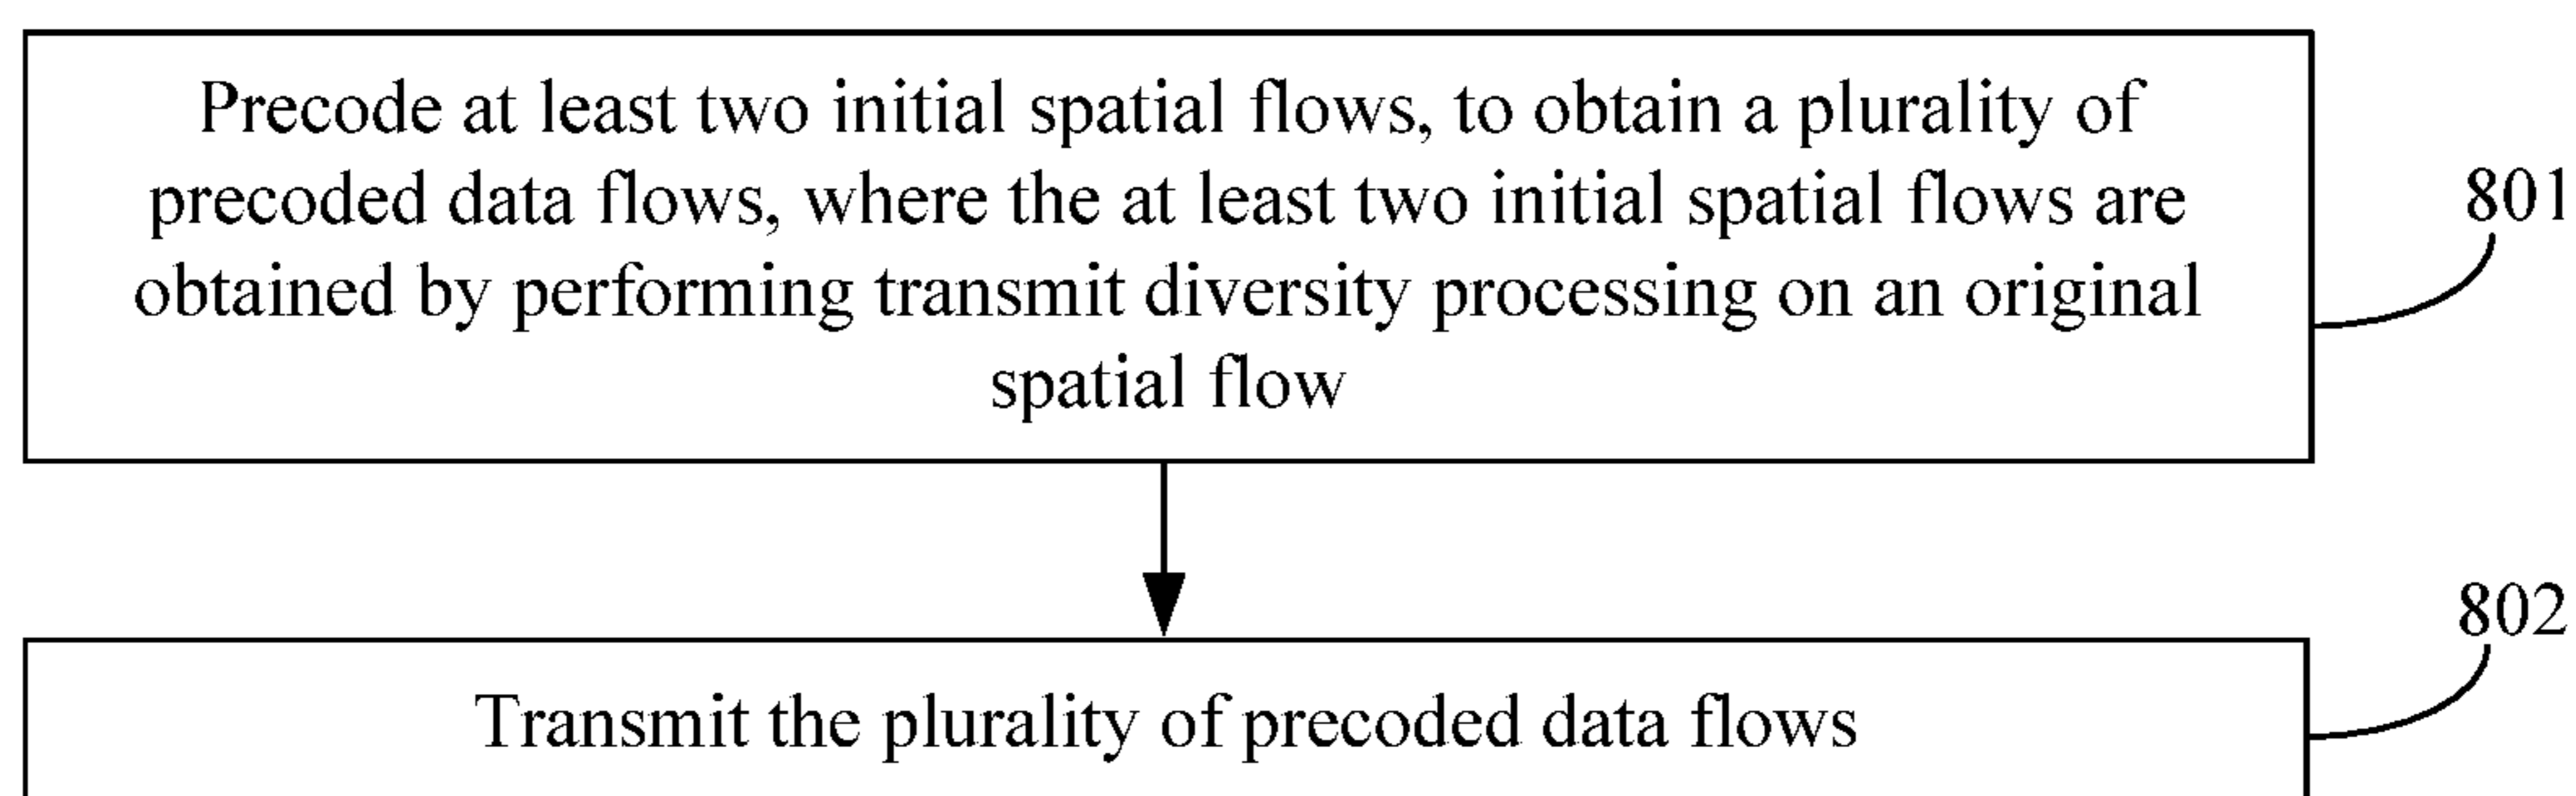 Precode at least two initial spatial flows, to obtain a plurality of
precoded data flows, where the at least two initial spatial flows are
obtained by performing transmit diversity processing on an original
spatial flow
801
802
Transmit the plurality of precoded data flows